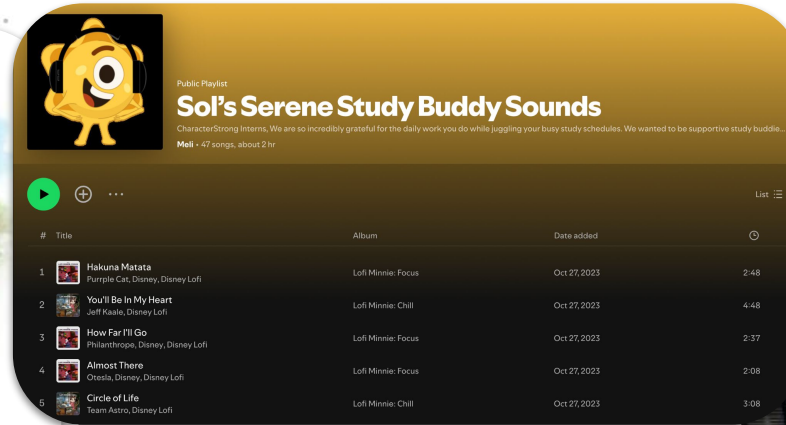 Public Playlist
Sol's Serene Study Buddy Sounds
CharacterStrong Interns, We are so incredibly grateful for the daily work you do while juggling your busy study schedules. We wanted to be supportive study buddie...
Meli • 47 songs, about 2 hr
List
# Title Album Date added
1 Hakuna Matata Lofi Minnie: Focus Oct 27, 2023 2:48
Purrple Cat, Disney, Disney Lofi
2 You'll Be In My Heart Lofi Minnie: Chill Oct 27, 2023 4:48
Jeff Kaale, Disney Lofi
3 How Far I'll Go Lofi Minnie: Focus Oct 27, 2023 2:37
Philanthrope, Disney, Disney Lofi
4 Almost There Lofi Minnie: Focus Oct 27, 2023 2:08
Otesla, Disney, Disney Lofi
5 Circle of Life Lofi Minnie: Chill Oct 27, 2023 3:08
Team Astro, Disney Lofi